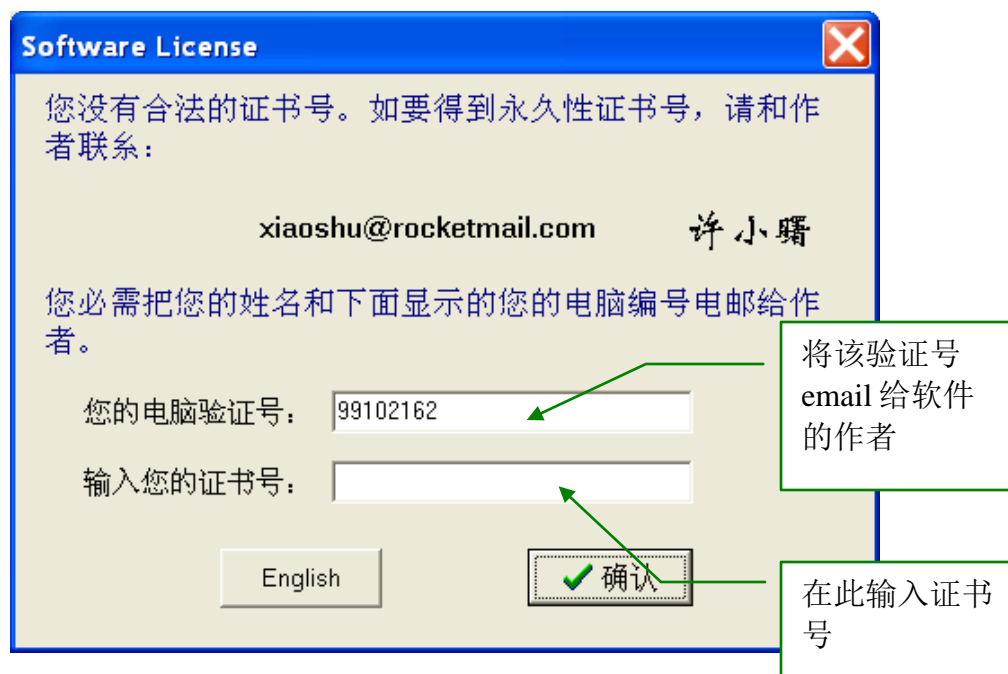 Software License
您没有合法的证书号。如要得到永久性证书号，请和作
者联系：
xiaoshu@rocketmail.com 许小曙
您必需把您的姓名和下面显示的您的电脑编号电邮给作
者。
您的电脑验证号： 99102162
输入您的证书号：
English 确认
将该验证号
email 给软件
的作者
在此输入证书
号